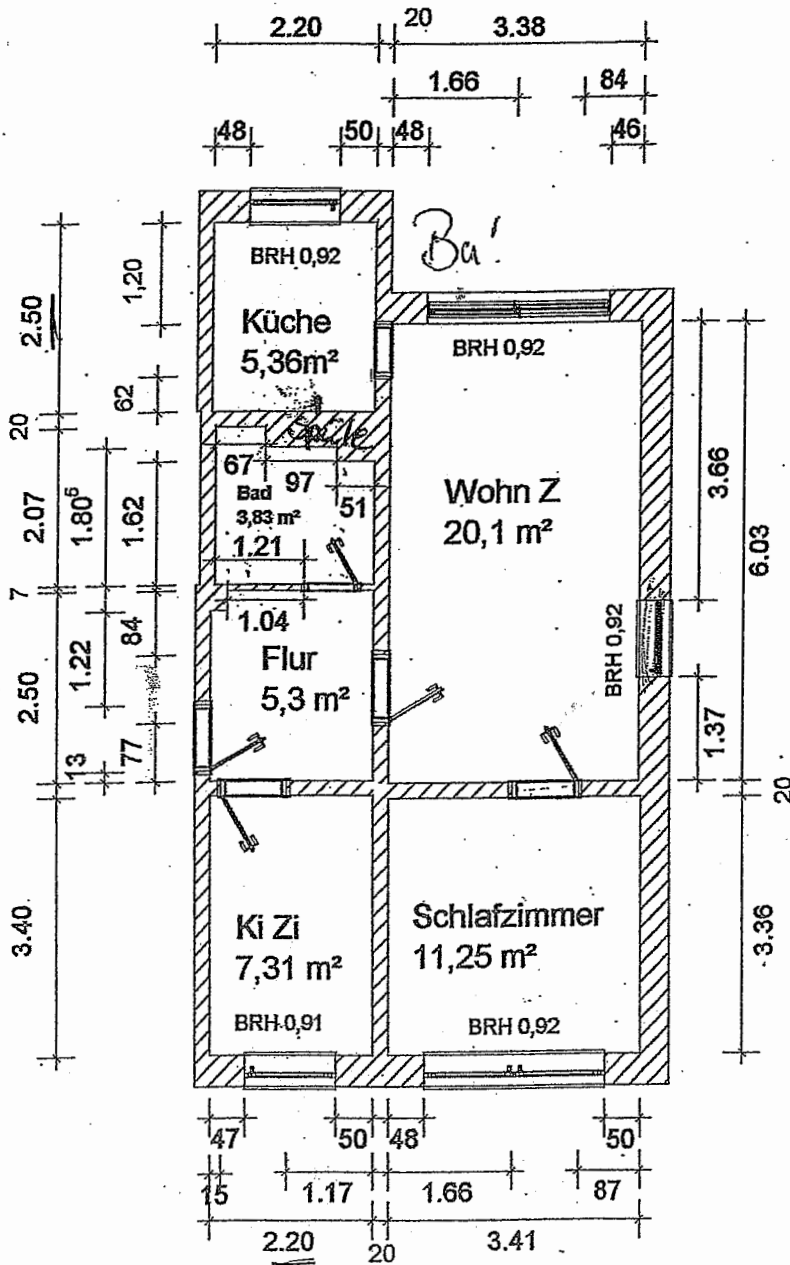 2.20
20
3.38
1.66
84
48
50
48
46
BRH 0,92
Ba!
2.50
1,20
Küche
5,36m²
BRH 0,92
62
20
67
97
51
3.66
Wohn Z
20,1 m²
Bad
3,83 m²
2.07
1.80⁶
1.62
6.03
1.21
7
1.04
BRH 0,92
84
Flur
5,3 m²
1.22
2.50
1.37
13
77
20
3.40
Ki Zi
7,31 m²
Schlafzimmer
11,25 m²
3.36
BRH 0,91
BRH 0,92
47
50
48
50
15
1.17
1.66
87
2.20
20
3.41